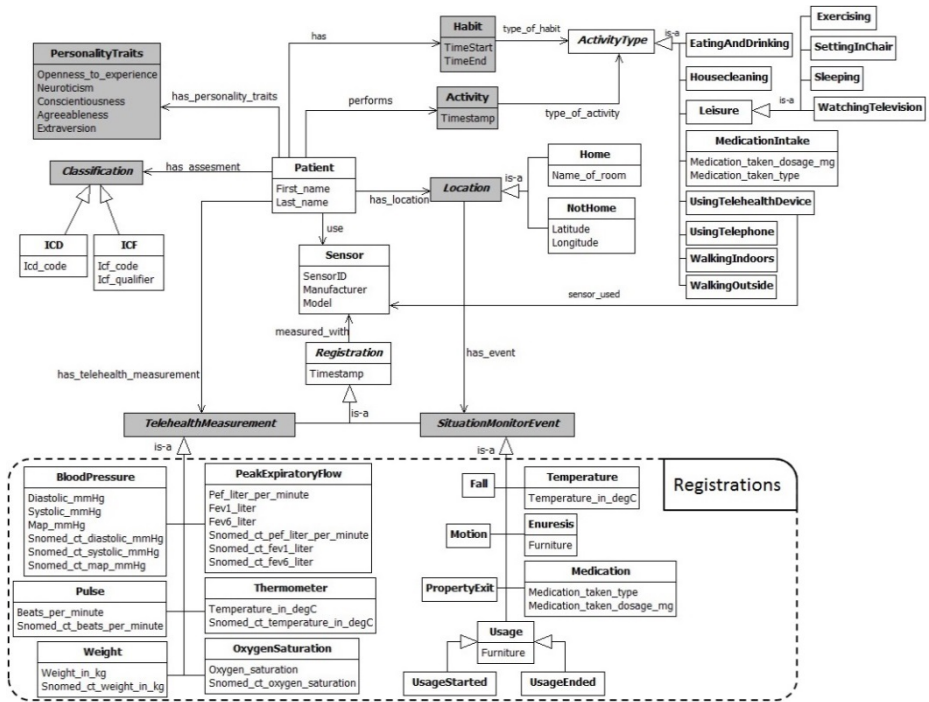 PersonalityTraits
Openness_to_experience
Neuroticism
Conscientiousness
Agreeableness
Extraversion
has_personality_traits
has
Habit
TimeStart
TimeEnd
type_of_habit
ActivityType
is-a
performs
Activity
Timestamp
type_of_activity
EatingAndDrinking
Housecleaning
Leisure
is-a
Exercising
SettingInChair
Sleeping
WatchingTelevision
MedicationIntake
Medication_taken_dosage_mg
Medication_taken_type
UsingTelehealthDevice
UsingTelephone
WalkingIndoors
WalkingOutside
Classification
has_assesment
Patient
First_name
Last_name
has_location
Location
is-a
Home
Name_of_room
NotHome
Latitude
Longitude
ICD
Icd_code
ICF
Icf_code
Icf_qualifier
use
Sensor
SensorID
Manufacturer
Model
sensor_used
measured_with
Registration
Timestamp
has_event
has_telehealth_measurement
is-a
TelehealthMeasurement
SituationMonitorEvent
is-a
is-a
Registrations
BloodPressure
Diastolic_mmHg
Systolic_mmHg
Map_mmHg
Snomed_ct_diastolic_mmHg
Snomed_ct_systolic_mmHg
Snomed_ct_map_mmHg
PeakExpiratoryFlow
Pef_liter_per_minute
Fev1_liter
Fev6_liter
Snomed_ct_pef_liter_per_minute
Snomed_ct_fev1_liter
Snomed_ct_fev6_liter
Pulse
Beats_per_minute
Snomed_ct_beats_per_minute
Thermometer
Temperature_in_degC
Snomed_ct_temperature_in_degC
Weight
Weight_in_kg
Snomed_ct_weight_in_kg
OxygenSaturation
Oxygen_saturation
Snomed_ct_oxygen_saturation
Fall
Temperature
Temperature_in_degC
Motion
Enuresis
Furniture
PropertyExit
Medication
Medication_taken_type
Medication_taken_dosage_mg
Usage
Furniture
UsageStarted
UsageEnded